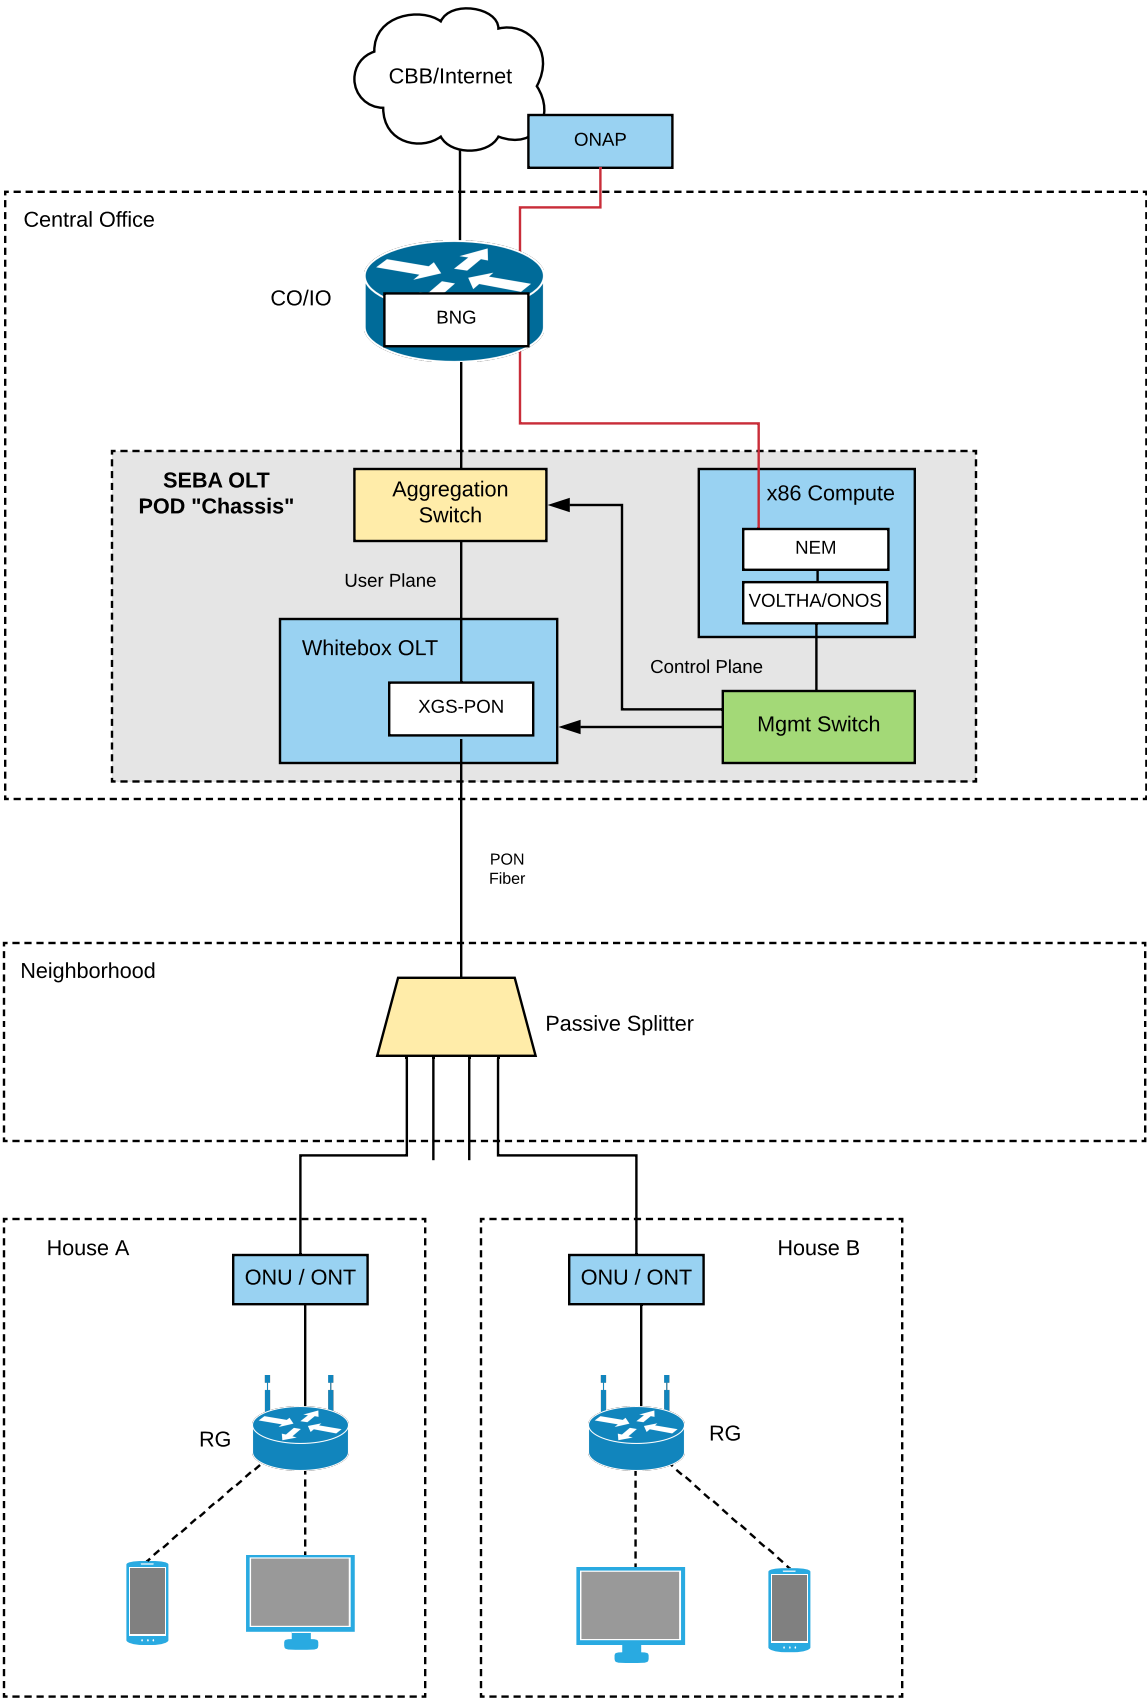 CBB/Internet
ONAP
Central Office
CO/IO
BNG
SEBA OLT
POD "Chassis"
Aggregation
Switch
x86 Compute
NEM
VOLTHA/ONOS
User Plane
Whitebox OLT
XGS-PON
Control Plane
Mgmt Switch
PON
Fiber
Neighborhood
Passive Splitter
House A
House B
ONU / ONT
ONU / ONT
RG
RG